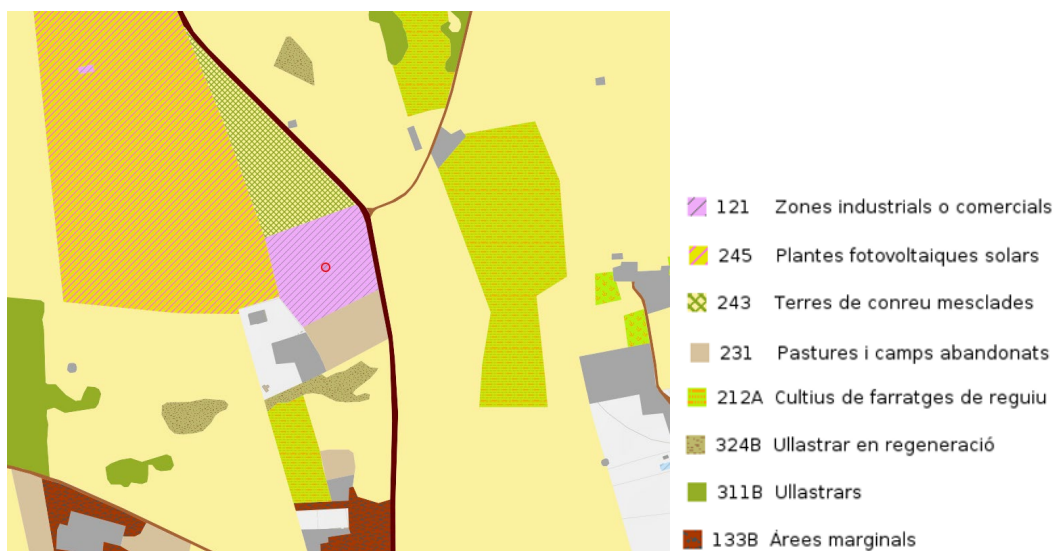 121 Zones industrials o comercials
245 Plantes fotovoltaiques solars
243 Terres de conreu mesclades
231 Pastures i camps abandonats
212A Cultius de farratges de reguiu
324B Ullastrar en regeneració
311B Ullastrars
133B Árees marginals